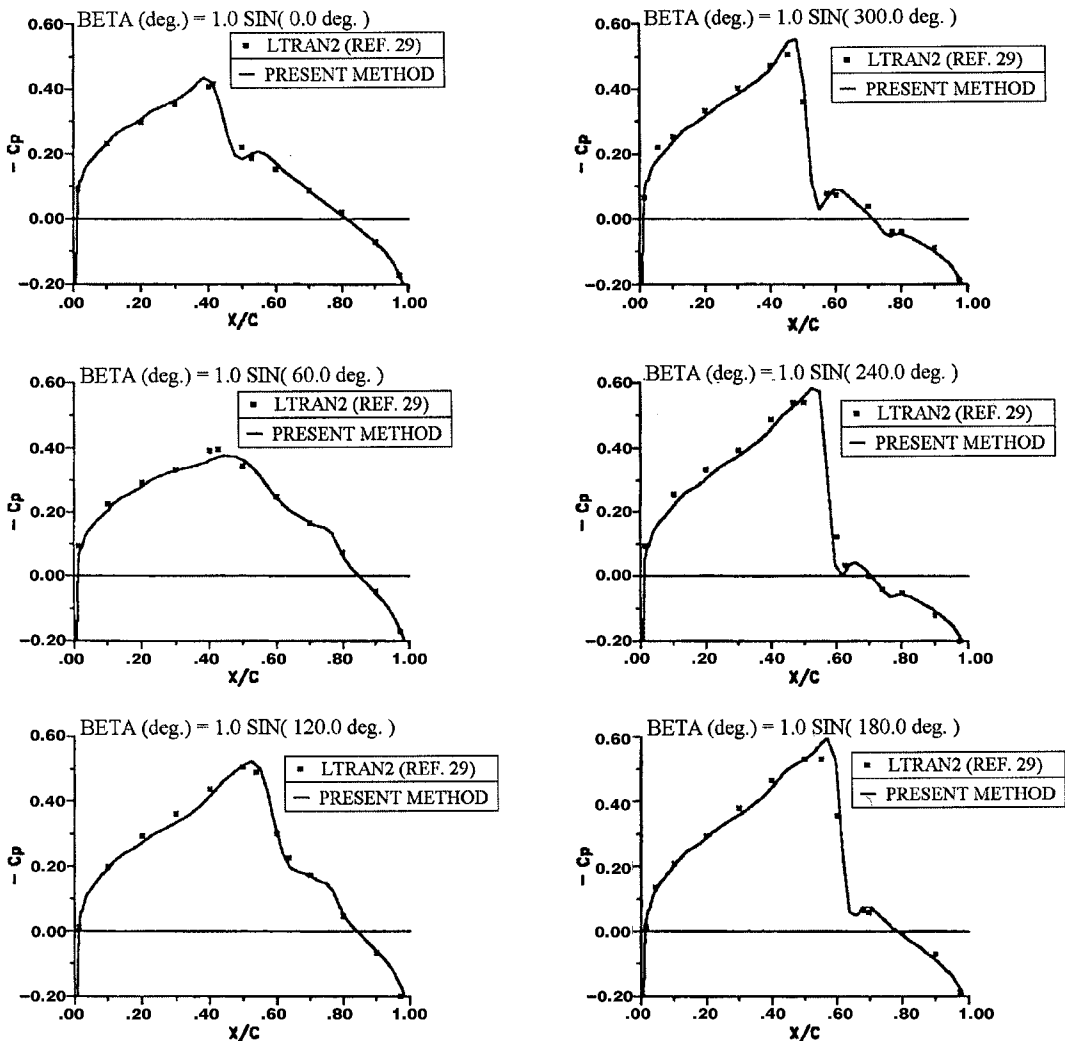 BETA (deg.) = 1.0 SIN( 0.0 deg. )
LTRAN2 (REF. 29)
PRESENT METHOD
0.60
0.40
0.20
0.00
-0.20
- Cp
.00 .20 .40 .60 .80 1.00
X/C
BETA (deg.) = 1.0 SIN( 300.0 deg. )
LTRAN2 (REF. 29)
PRESENT METHOD
0.60
0.40
0.20
0.00
-0.20
- Cp
.00 .20 .40 .60 .80 1.00
X/C
BETA (deg.) = 1.0 SIN( 60.0 deg. )
LTRAN2 (REF. 29)
PRESENT METHOD
0.60
0.40
0.20
0.00
-0.20
- Cp
.00 .20 .40 .60 .80 1.00
X/C
BETA (deg.) = 1.0 SIN( 240.0 deg. )
LTRAN2 (REF. 29)
PRESENT METHOD
0.60
0.40
0.20
0.00
-0.20
- Cp
.00 .20 .40 .60 .80 1.00
X/C
BETA (deg.) = 1.0 SIN( 120.0 deg. )
LTRAN2 (REF. 29)
PRESENT METHOD
0.60
0.40
0.20
0.00
-0.20
- Cp
.00 .20 .40 .60 .80 1.00
X/C
BETA (deg.) = 1.0 SIN( 180.0 deg. )
LTRAN2 (REF. 29)
PRESENT METHOD
0.60
0.40
0.20
0.00
-0.20
- Cp
.00 .20 .40 .60 .80 1.00
X/C